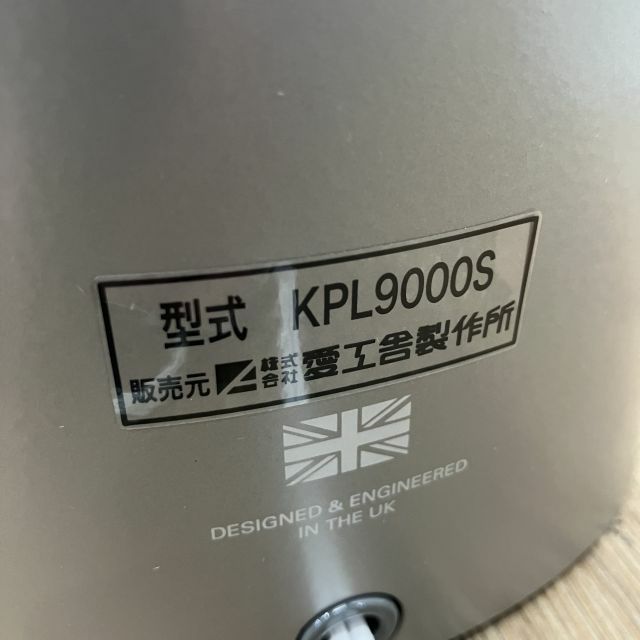 型式 KPL9000S
販売元 株式会社 愛工舎製作所
DESIGNED & ENGINEERED
IN THE UK